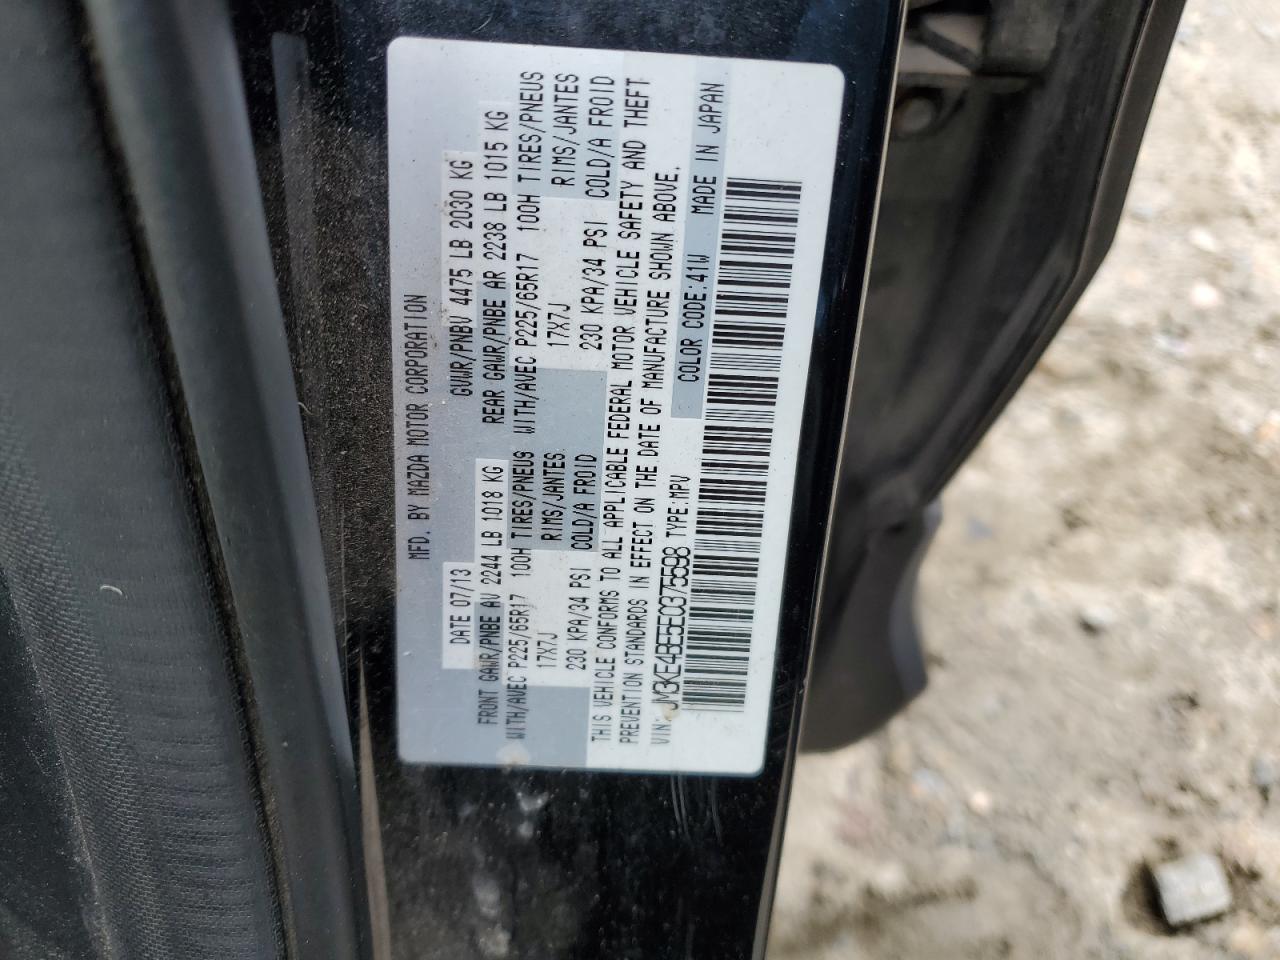 MFD. BY MAZDA MOTOR CORPORATION
DATE 07/13 GVWR/PNBV 4475 LB 2030 KG
FRONT GAWR/PNBE AV 2244 LB 1018 KG REAR GAWR/PNBE AR 2238 LB 1015 KG
WITH/AVEC P225/65R17 100H TIRES/PNEUS WITH/AVEC P225/65R17 100H TIRES/PNEUS
17X7J RIMS/JANTES 17X7J RIMS/JANTES
230 KPA/34 PSI COLD/A FROID 230 KPA/34 PSI COLD/A FROID
THIS VEHICLE CONFORMS TO ALL APPLICABLE FEDERAL MOTOR VEHICLE SAFETY AND THEFT
PREVENTION STANDARDS IN EFFECT ON THE DATE OF MANUFACTURE SHOWN ABOVE.
VIN: JM3KE4BE5E0375598 TYPE:MPV COLOR CODE:41W MADE IN JAPAN